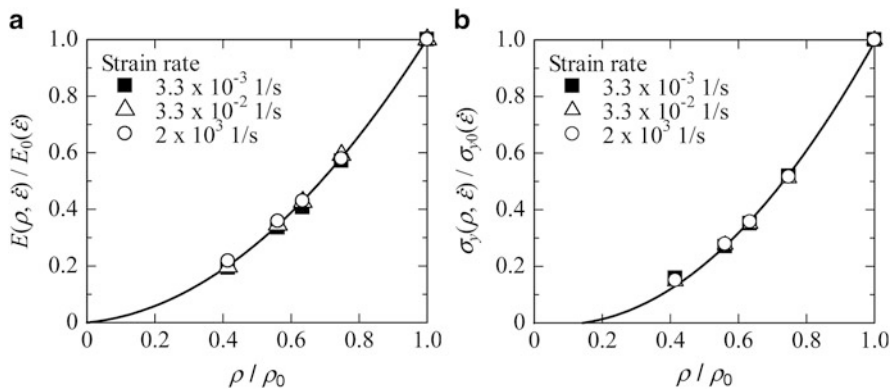 a
1.0
0.8
0.6
0.4
0.2
0
E(ρ, ε̇) / E₀(ε̇)
Strain rate
3.3 x 10⁻³ 1/s
3.3 x 10⁻² 1/s
2 x 10³ 1/s
0 0.2 0.4 0.6 0.8 1.0
ρ / ρ₀
b
1.0
0.8
0.6
0.4
0.2
0
σy(ρ, ε̇) / σy0(ε̇)
Strain rate
3.3 x 10⁻³ 1/s
3.3 x 10⁻² 1/s
2 x 10³ 1/s
0 0.2 0.4 0.6 0.8 1.0
ρ / ρ₀